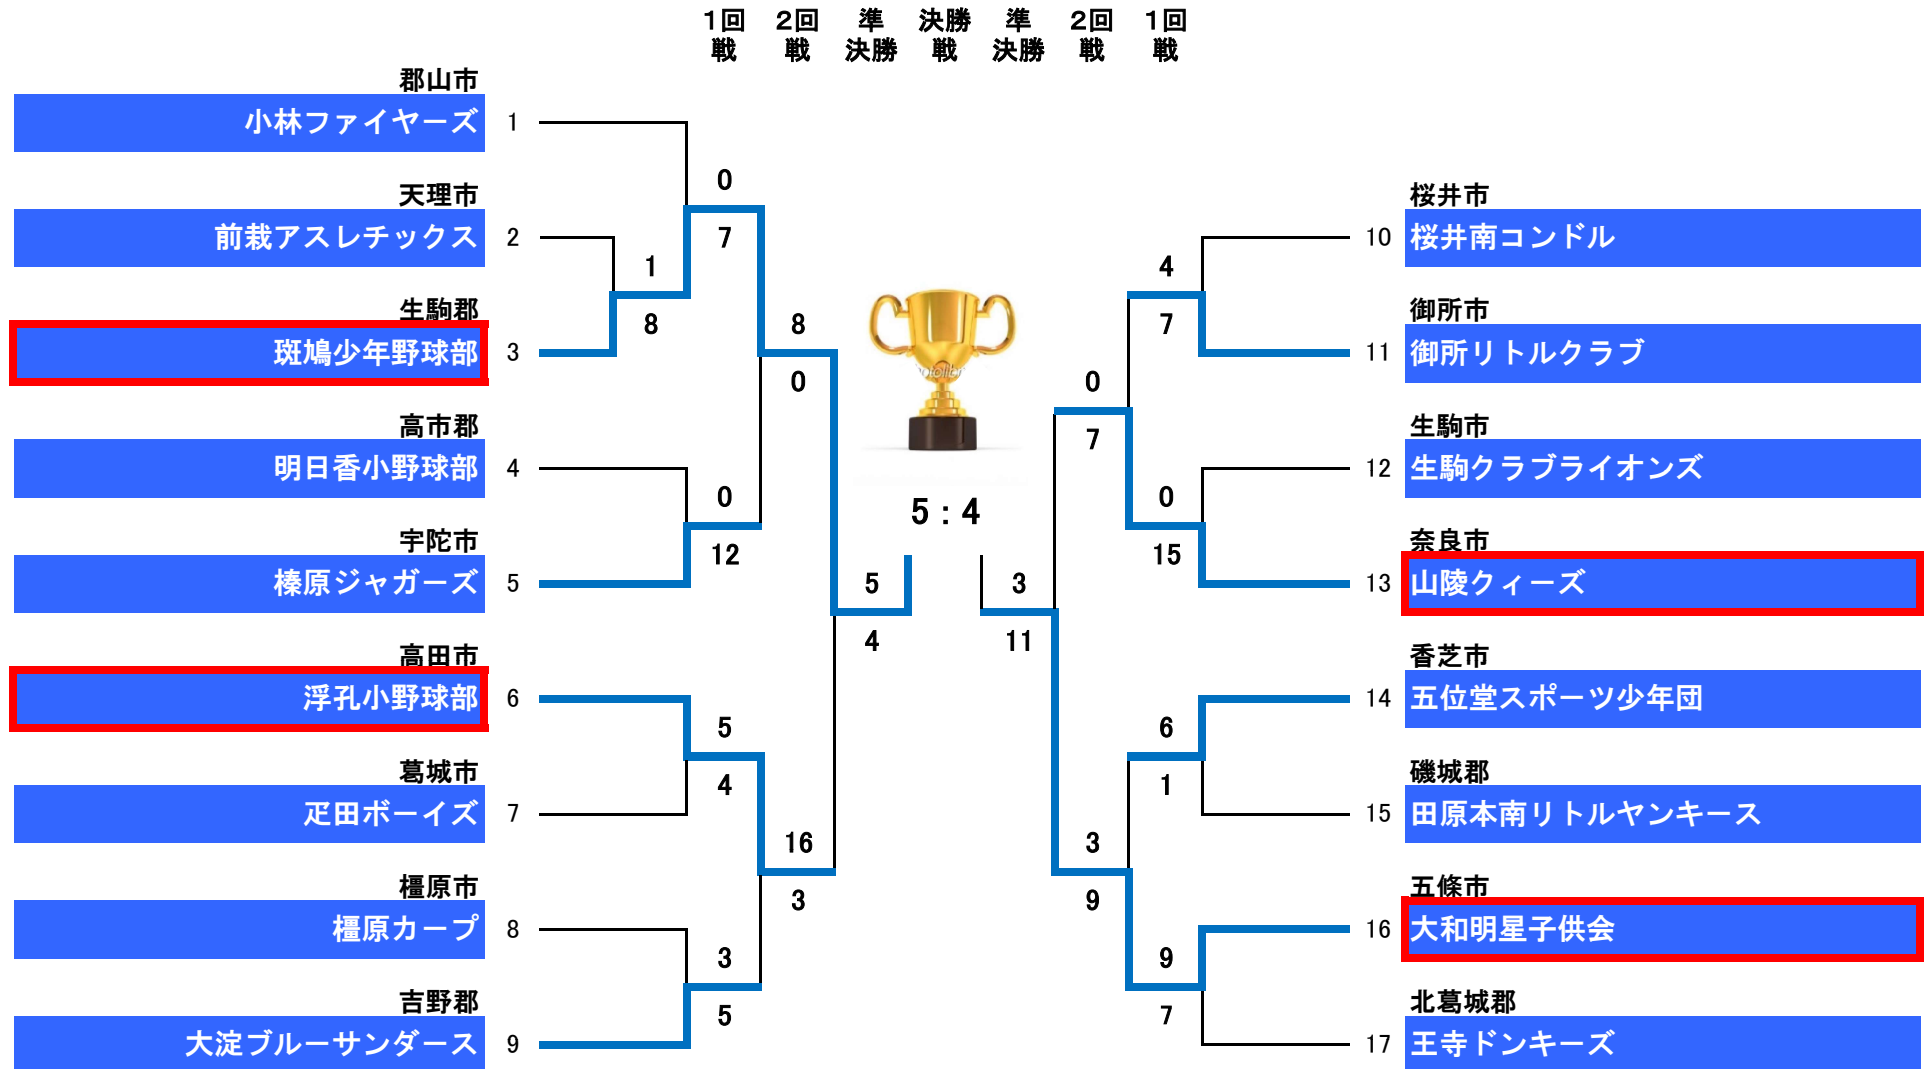 1回戦 2回戦 準決勝 決勝戦 準決勝 2回戦 1回戦
郡山市
小林ファイヤーズ 1
天理市
前栽アスレチックス 2
生駒郡
斑鳩少年野球部 3
高市郡
明日香小野球部 4
宇陀市
榛原ジャガーズ 5
高田市
浮孔小野球部 6
葛城市
疋田ボーイズ 7
橿原市
橿原カープ 8
吉野郡
大淀ブルーサンダース 9
0
7
1
8
8
0
0
12
5
4
5
4
16
3
3
5
5:4
4
7
0
7
0
15
3
11
6
1
3
9
9
7
桜井市
10 桜井南コンドル
御所市
11 御所リトルクラブ
生駒市
12 生駒クラブライオンズ
奈良市
13 山陵クィーズ
香芝市
14 五位堂スポーツ少年団
磯城郡
15 田原本南リトルヤンキース
五條市
16 大和明星子供会
北葛城郡
17 王寺ドンキーズ